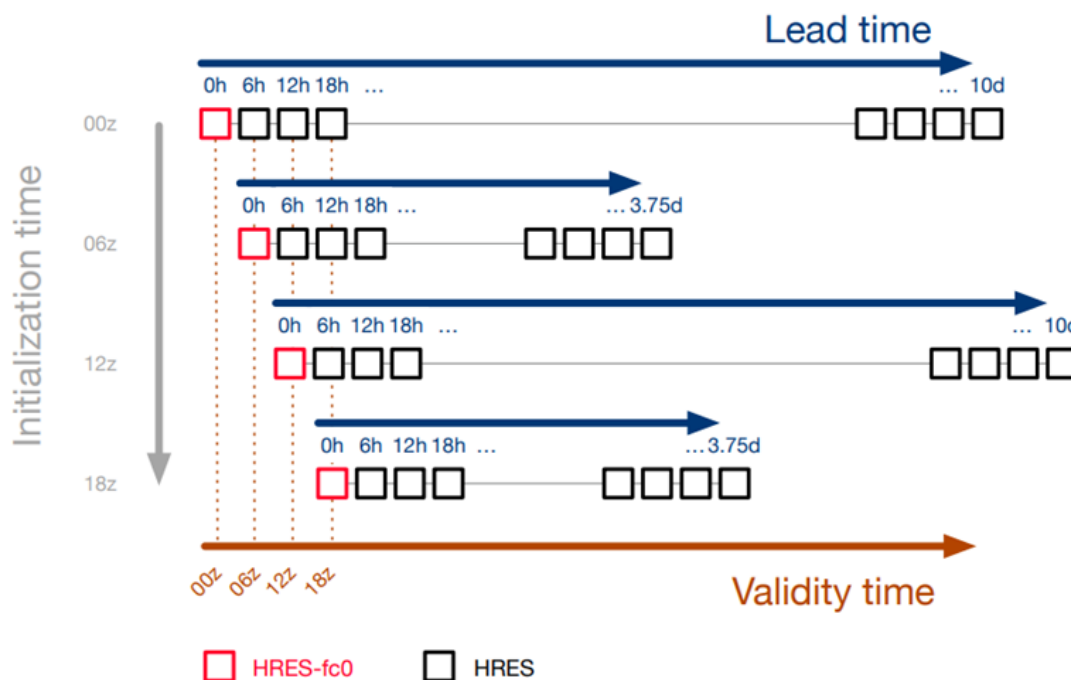 Lead time
0h 6h 12h 18h ... ... 10d
00z
0h 6h 12h 18h ... ... 3.75d
06z
0h 6h 12h 18h ... ... 10d
12z
0h 6h 12h 18h ... ... 3.75d
18z
Initialization time
00z 06z 12z 18z
Validity time
HRES-fc0 HRES